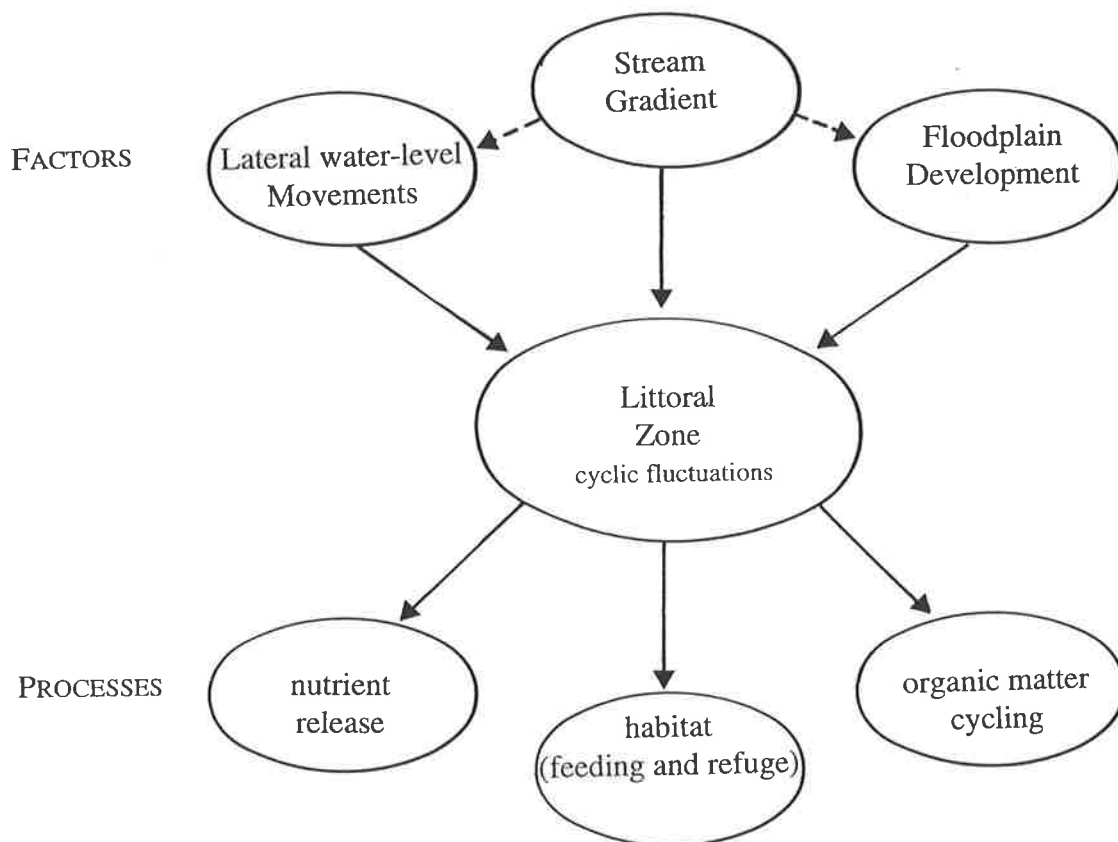 Stream
Gradient
FACTORS
Lateral water-level
Movements
Floodplain
Development
Littoral
Zone
cyclic fluctuations
PROCESSES
nutrient
release
habitat
(feeding and refuge)
organic matter
cycling